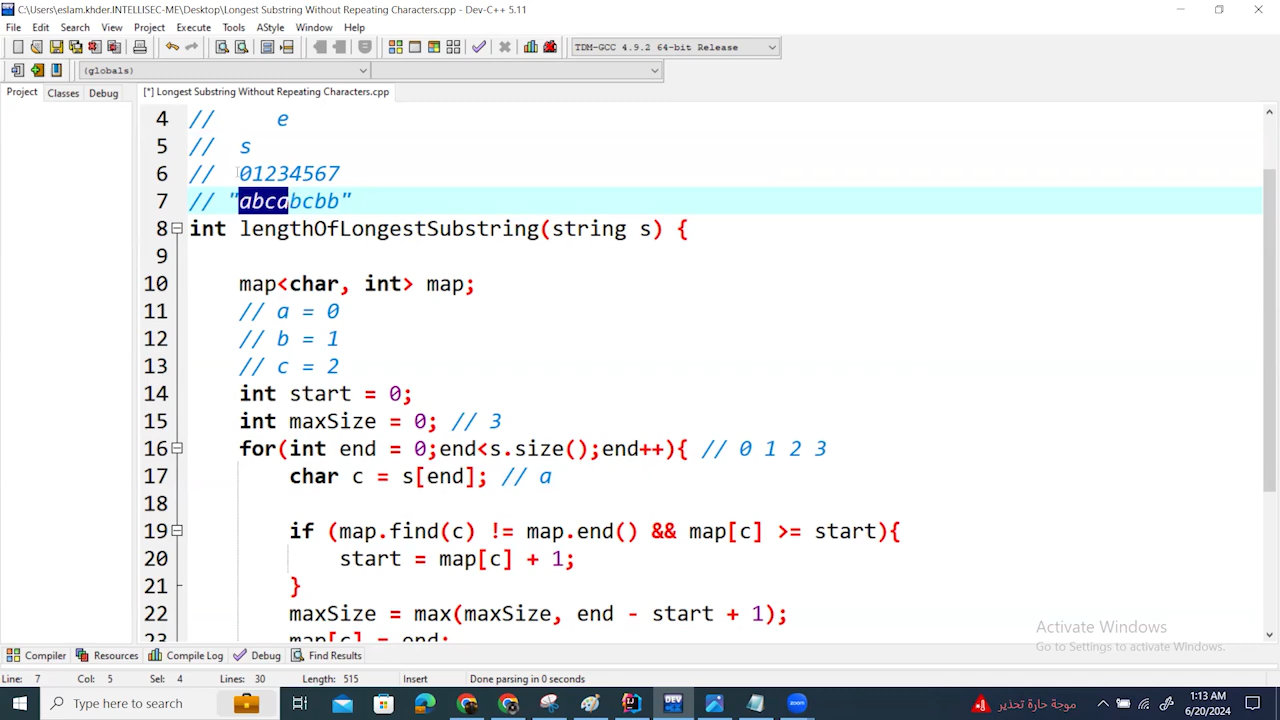 C:\Users\eslam.khder.INTELLISEC-ME\Desktop\Longest Substring Without Repeating Characters.cpp - Dev-C++ 5.11
File Edit Search View Project Execute Tools AStyle Window Help
TDM-GCC 4.9.2 64-bit Release
(globals)
Project Classes Debug
[*] Longest Substring Without Repeating Characters.cpp
4 //     e
5 //  s
6 //  01234567
7 // "abcabcbb"
8 int lengthOfLongestSubstring(string s) {
9
10     map<char, int> map;
11     // a = 0
12     // b = 1
13     // c = 2
14     int start = 0;
15     int maxSize = 0; // 3
16     for(int end = 0;end<s.size();end++){ // 0 1 2 3
17         char c = s[end]; // a
18
19         if (map.find(c) != map.end() && map[c] >= start){
20             start = map[c] + 1;
21         }
22         maxSize = max(maxSize, end - start + 1);
23         map[c] = end;
Activate Windows
Go to Settings to activate Windows.
Compiler Resources Compile Log Debug Find Results
Line: 7 Col: 5 Sel: 4 Lines: 30 Length: 515 Insert Done parsing in 0 seconds
Type here to search
DEV
zoom
موجة حارة تحذير
1:13 AM
6/20/2024
1